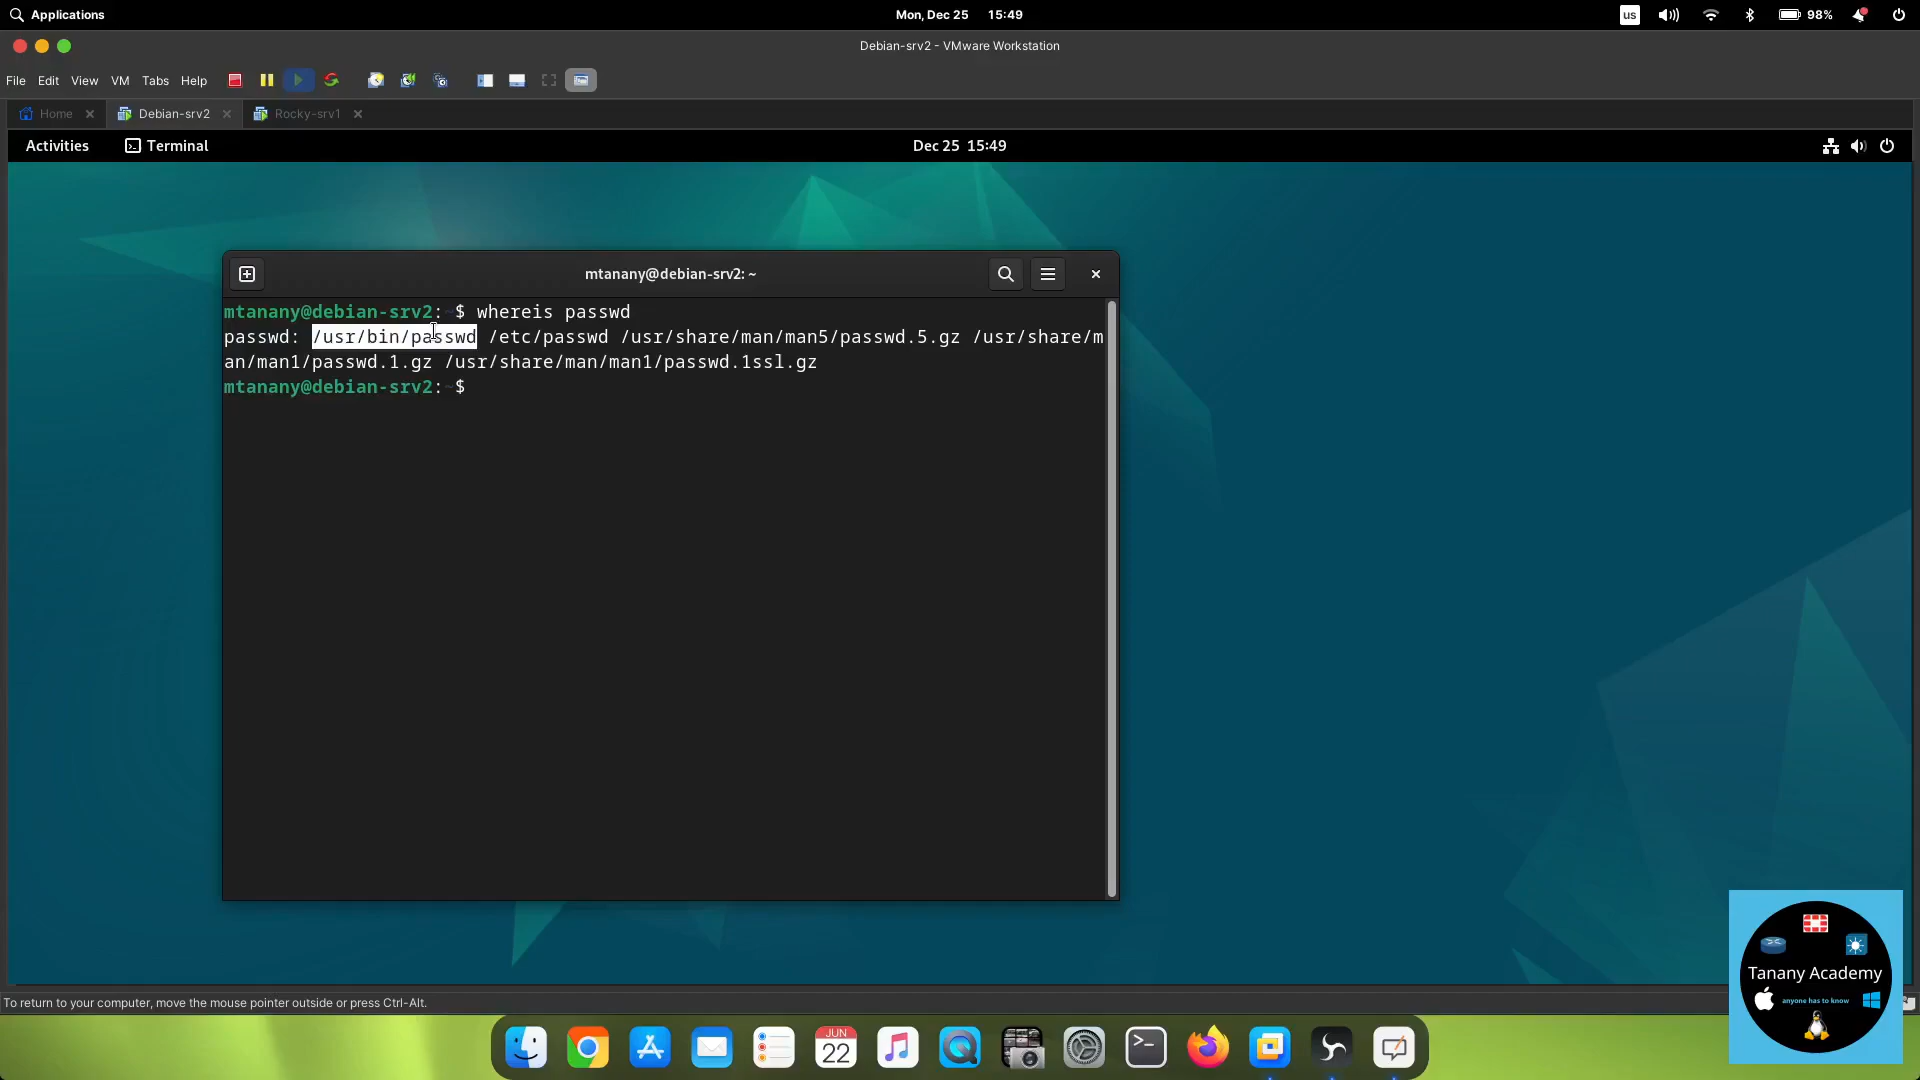 Applications
Mon, Dec 25 15:49
us
98%
Debian-srv2 - VMware Workstation
File Edit View VM Tabs Help
Home Debian-srv2 Rocky-srv1
Activities Terminal
Dec 25 15:49
mtanany@debian-srv2: ~
mtanany@debian-srv2:~$ whereis passwd
passwd: /usr/bin/passwd /etc/passwd /usr/share/man/man5/passwd.5.gz /usr/share/m
an/man1/passwd.1.gz /usr/share/man/man1/passwd.1ssl.gz
mtanany@debian-srv2:~$
Tanany Academy
anyone has to know
To return to your computer, move the mouse pointer outside or press Ctrl-Alt.
JUN
22